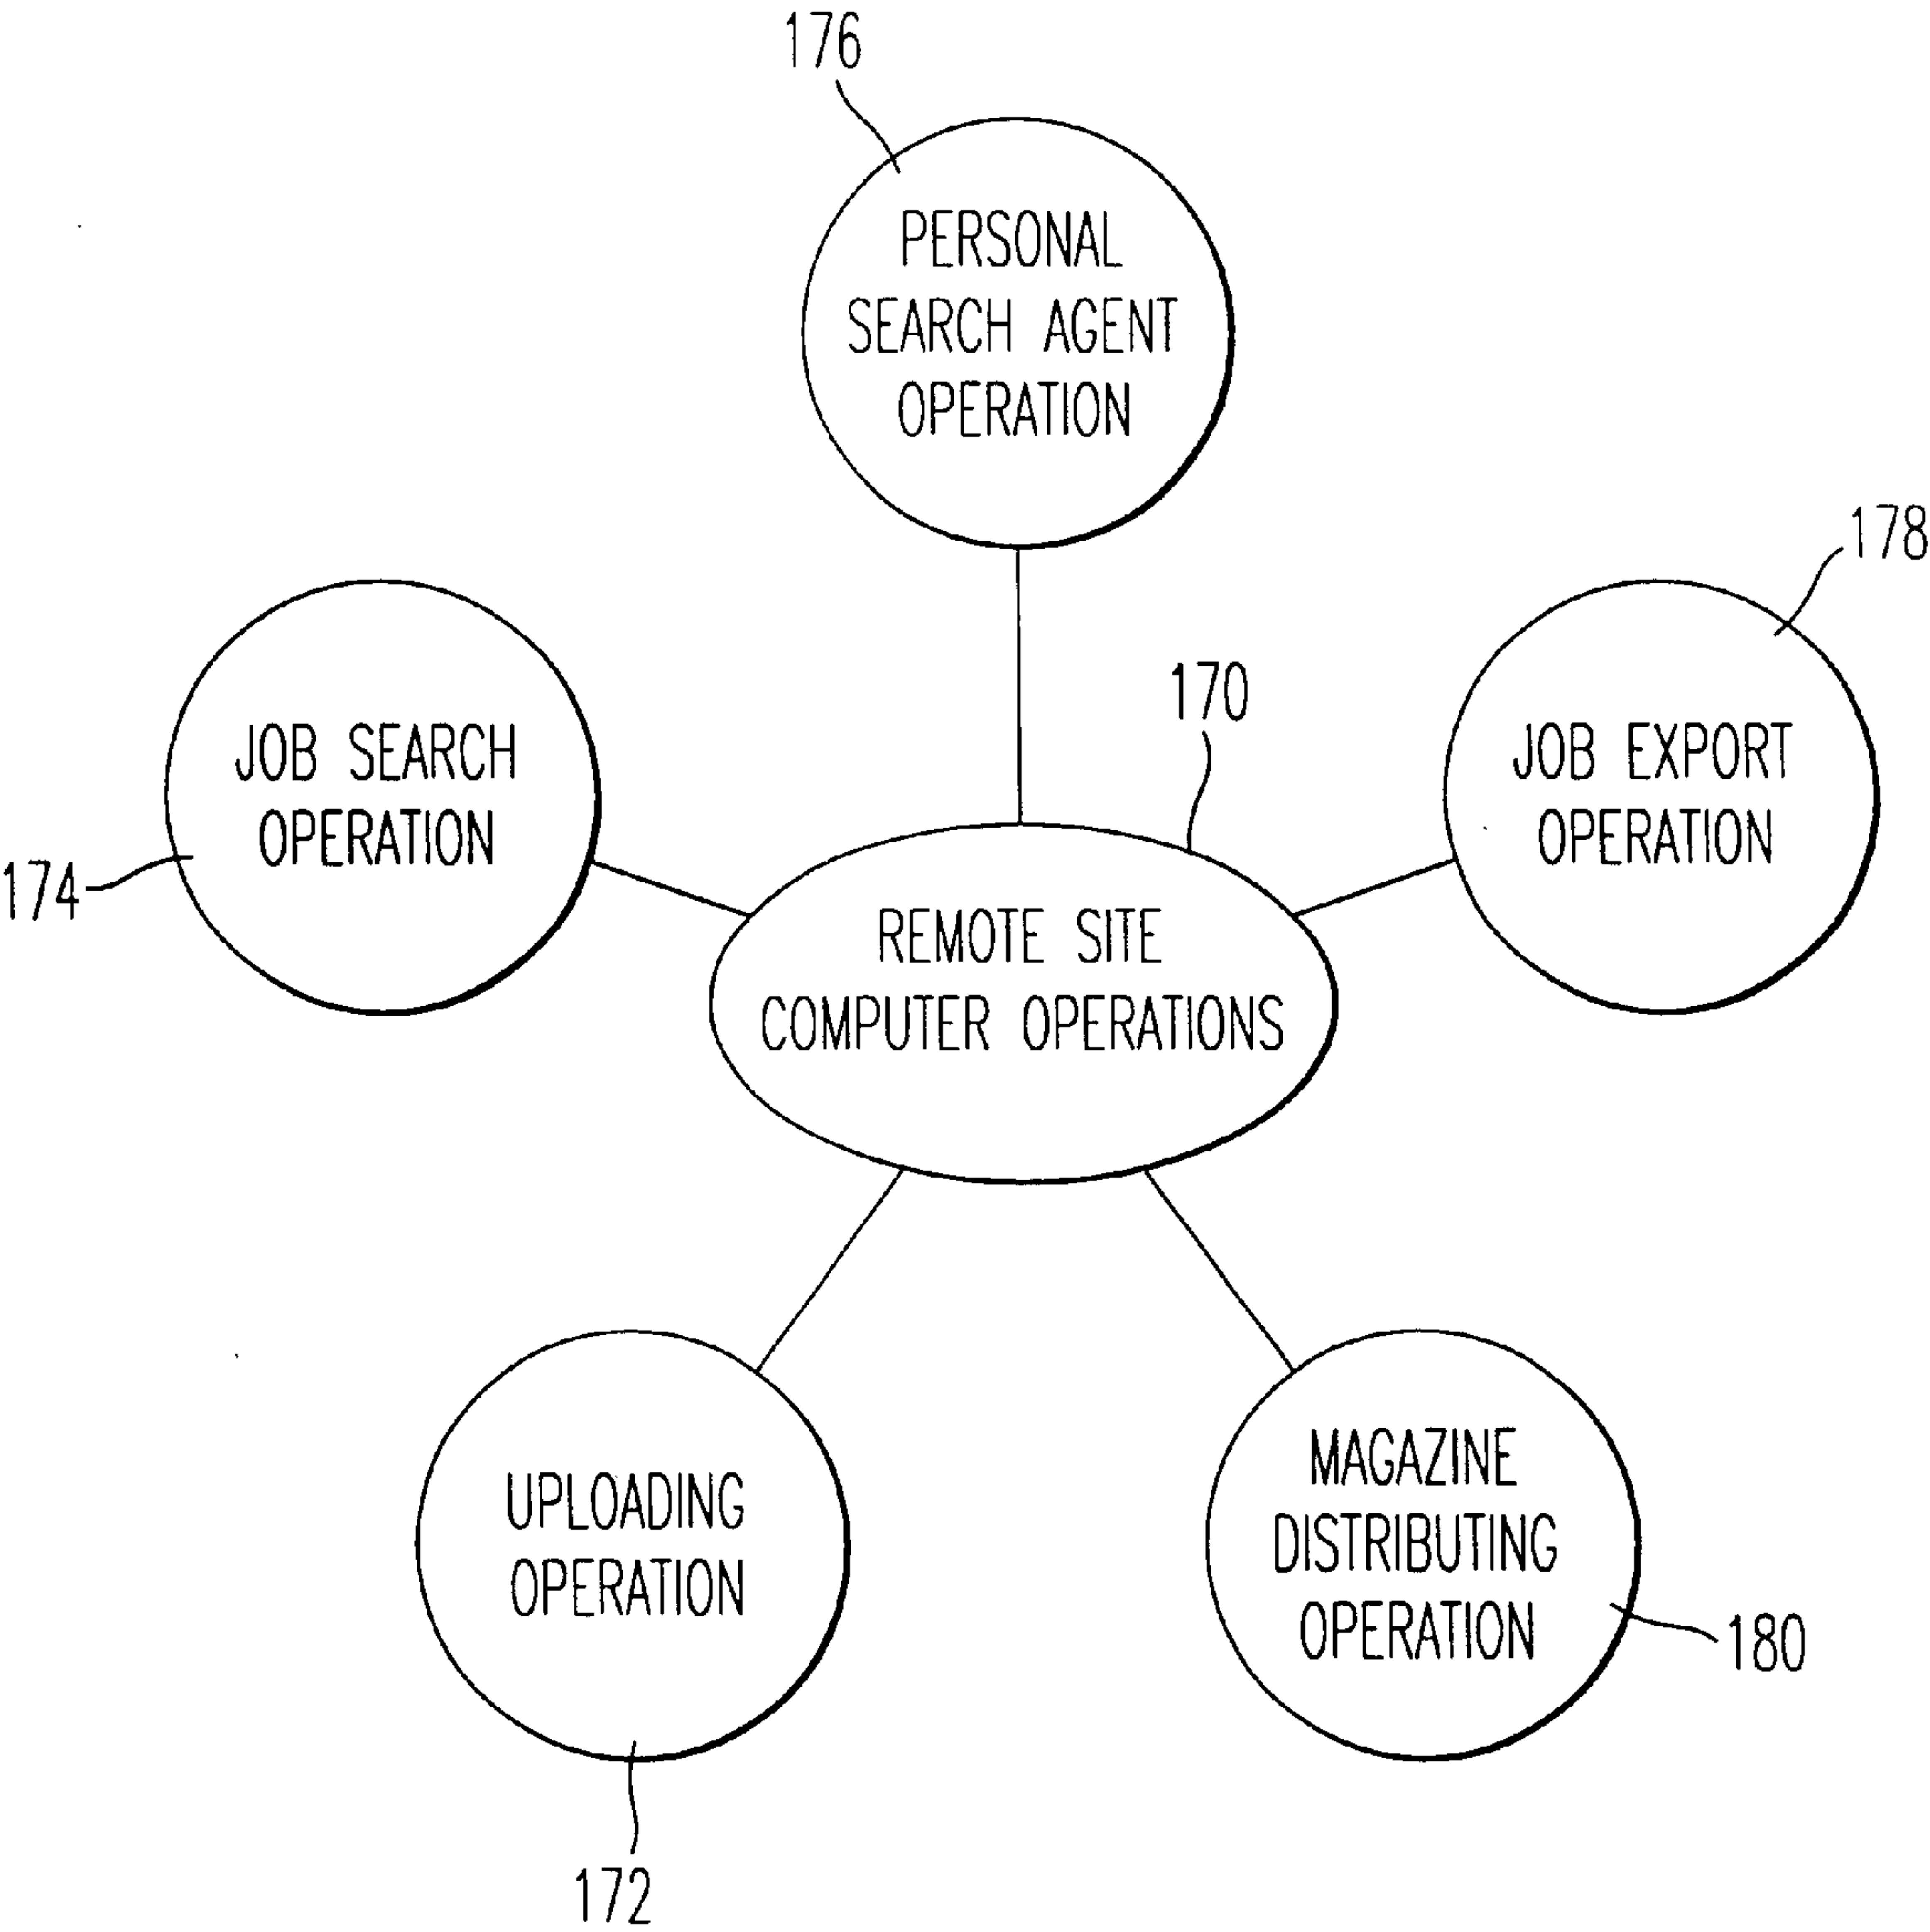 176
PERSONAL
SEARCH AGENT
OPERATION
178
JOB SEARCH
OPERATION
174
170
JOB EXPORT
OPERATION
REMOTE SITE
COMPUTER OPERATIONS
UPLOADING
OPERATION
172
MAGAZINE
DISTRIBUTING
OPERATION
180